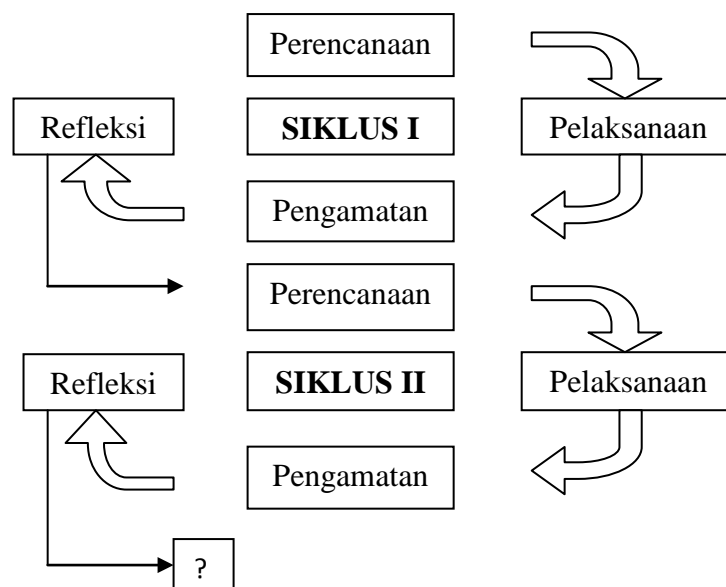 Perencanaan
Refleksi
SIKLUS I
Pelaksanaan
Pengamatan
Perencanaan
Refleksi
SIKLUS II
Pelaksanaan
Pengamatan
?